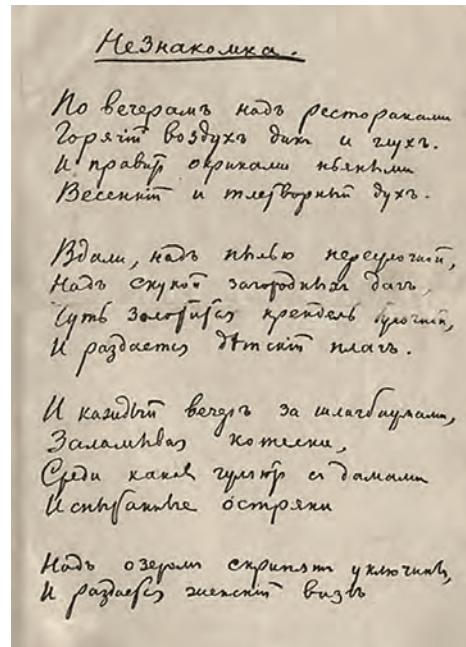 Незнакомка.
По вечерамъ надъ ресторанами
Горячій воздухъ дикъ и глухъ.
И правитъ окриками пьяными
Весенній и тлетворный духъ.
Вдали, надъ пылью переулочной,
Надъ скукой загородныхъ дачъ,
Чуть золотится крендель булочной,
И раздается дѣтскій плачъ.
И каждый вечеръ за шлагбаумами,
Заламывая котелки,
Среди канавъ гуляютъ съ дамами
Испытанные остряки
Надъ озеромъ скрипятъ уключины,
И раздается женскій визгъ